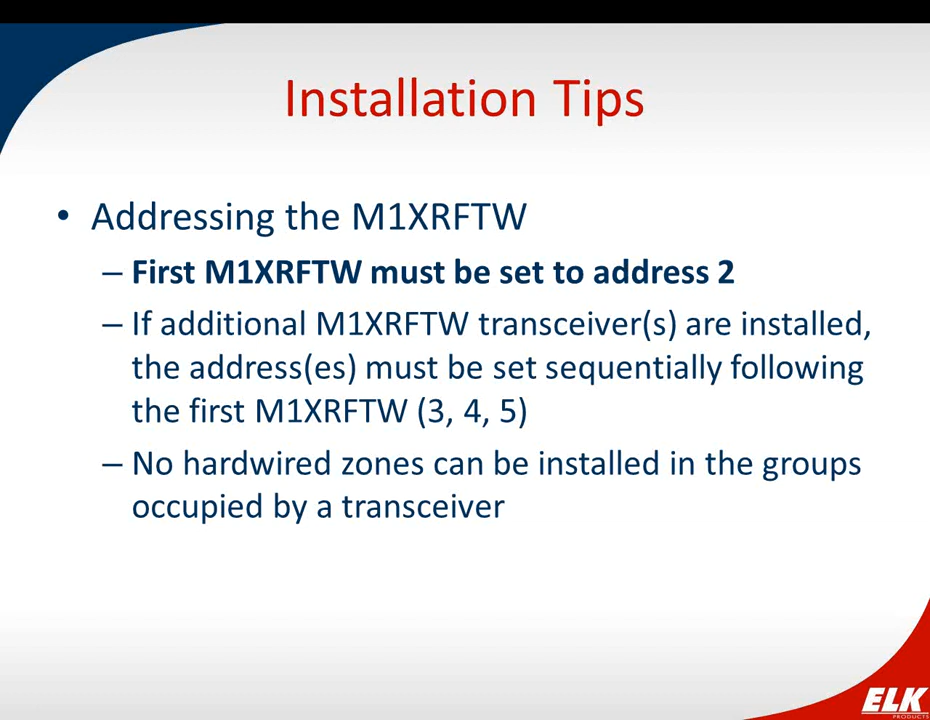 Installation Tips
• Addressing the M1XRFTW
– First M1XRFTW must be set to address 2
– If additional M1XRFTW transceiver(s) are installed,
the address(es) must be set sequentially following
the first M1XRFTW (3, 4, 5)
– No hardwired zones can be installed in the groups
occupied by a transceiver
ELK
PRODUCTS